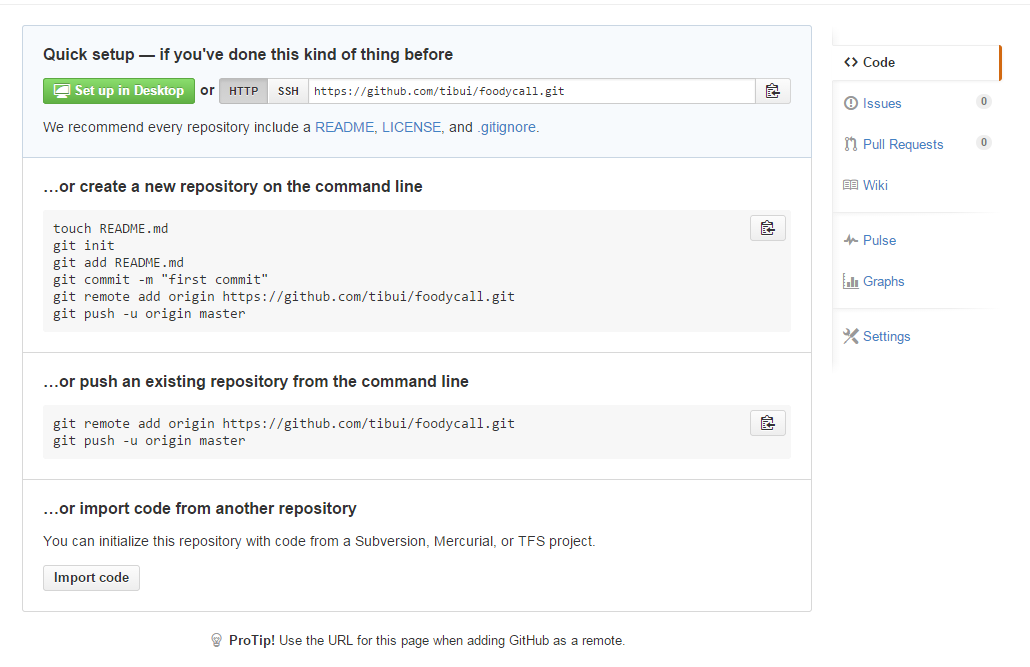 Quick setup — if you've done this kind of thing before
Set up in Desktop or HTTP SSH https://github.com/tibui/foodycall.git
We recommend every repository include a README, LICENSE, and .gitignore.
…or create a new repository on the command line
touch README.md
git init
git add README.md
git commit -m "first commit"
git remote add origin https://github.com/tibui/foodycall.git
git push -u origin master
…or push an existing repository from the command line
git remote add origin https://github.com/tibui/foodycall.git
git push -u origin master
…or import code from another repository
You can initialize this repository with code from a Subversion, Mercurial, or TFS project.
Import code
ProTip! Use the URL for this page when adding GitHub as a remote.
Code
Issues 0
Pull Requests 0
Wiki
Pulse
Graphs
Settings